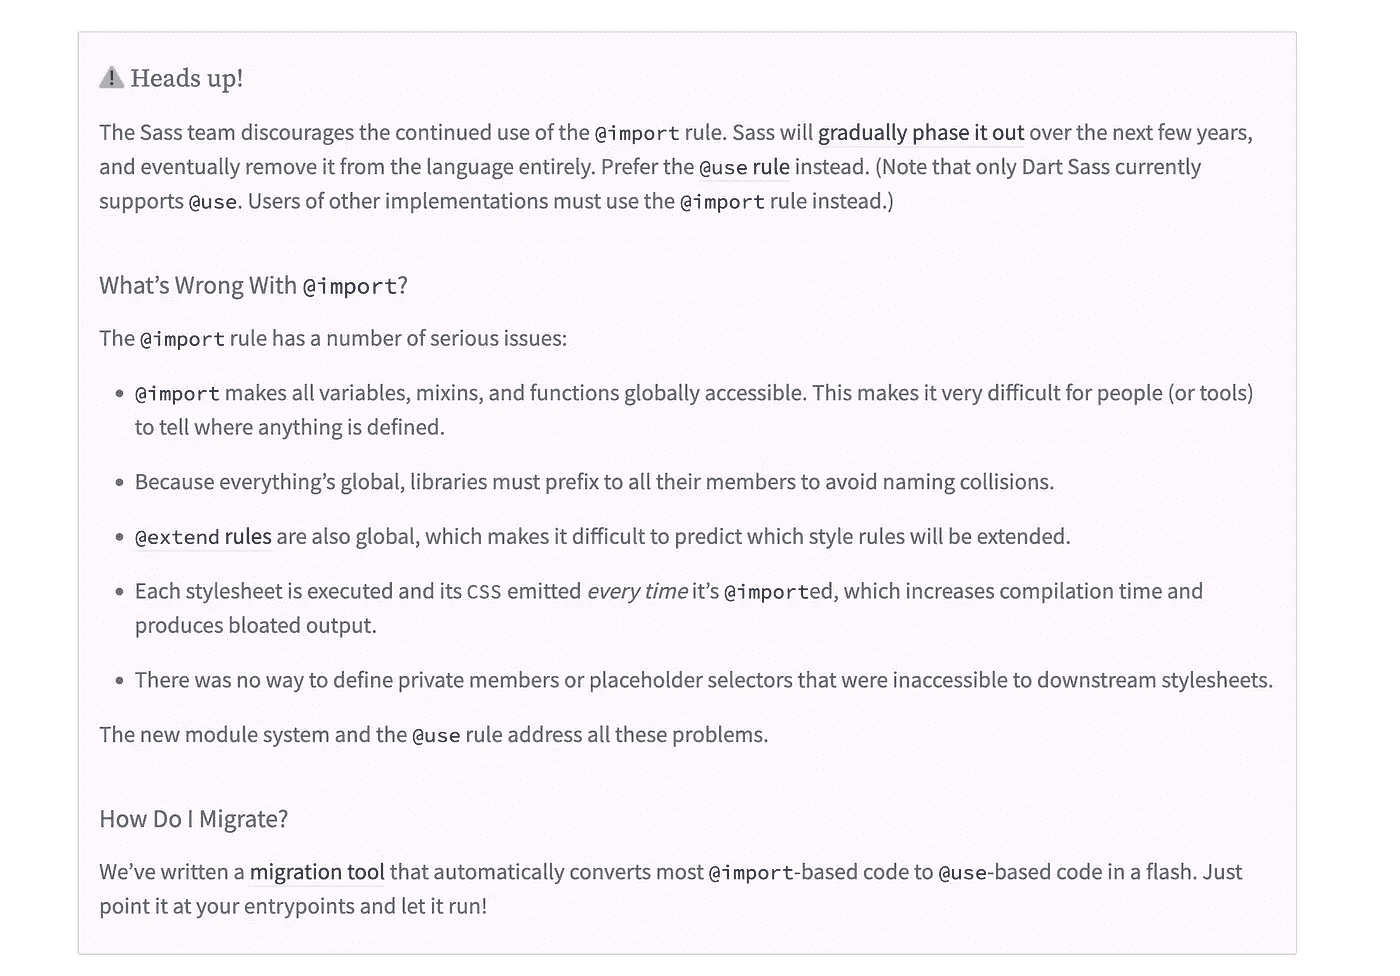 Heads up!
The Sass team discourages the continued use of the @import rule. Sass will gradually phase it out over the next few years,
and eventually remove it from the language entirely. Prefer the @use rule instead. (Note that only Dart Sass currently
supports @use. Users of other implementations must use the @import rule instead.)
What’s Wrong With @import?
The @import rule has a number of serious issues:
• @import makes all variables, mixins, and functions globally accessible. This makes it very difficult for people (or tools)
to tell where anything is defined.
• Because everything’s global, libraries must prefix to all their members to avoid naming collisions.
• @extend rules are also global, which makes it difficult to predict which style rules will be extended.
• Each stylesheet is executed and its CSS emitted every time it’s @imported, which increases compilation time and
produces bloated output.
• There was no way to define private members or placeholder selectors that were inaccessible to downstream stylesheets.
The new module system and the @use rule address all these problems.
How Do I Migrate?
We’ve written a migration tool that automatically converts most @import-based code to @use-based code in a flash. Just
point it at your entrypoints and let it run!